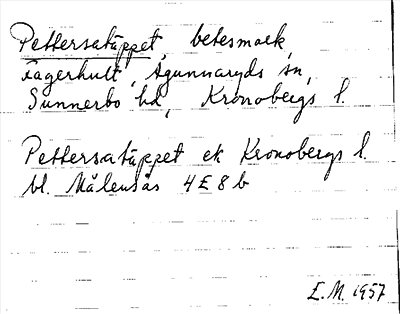 Pettersatäppet, betesmark,
Fagerhult, Agunnaryds sn,
Sunnerbo hd, Kronobergs l.
Pettersatäppet ek Kronobergs l.
bl. Målensås 4 E 8 b
E.M. 1957